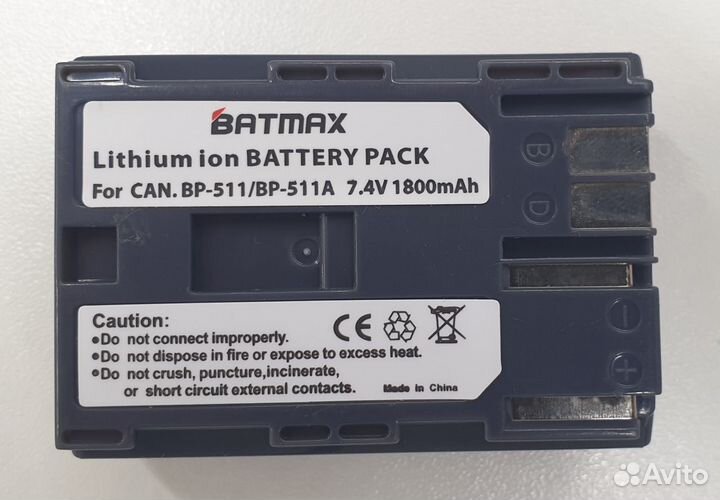 BATMAX
Lithium ion BATTERY PACK
For CAN. BP-511/BP-511A 7.4V 1800mAh
B
D
Caution:
•Do not connect improperly.
•Do not dispose in fire or expose to excess heat.
•Do not crush, puncture,incinerate,
or short circuit external contacts.
CE
Made in China
−
+
Avito